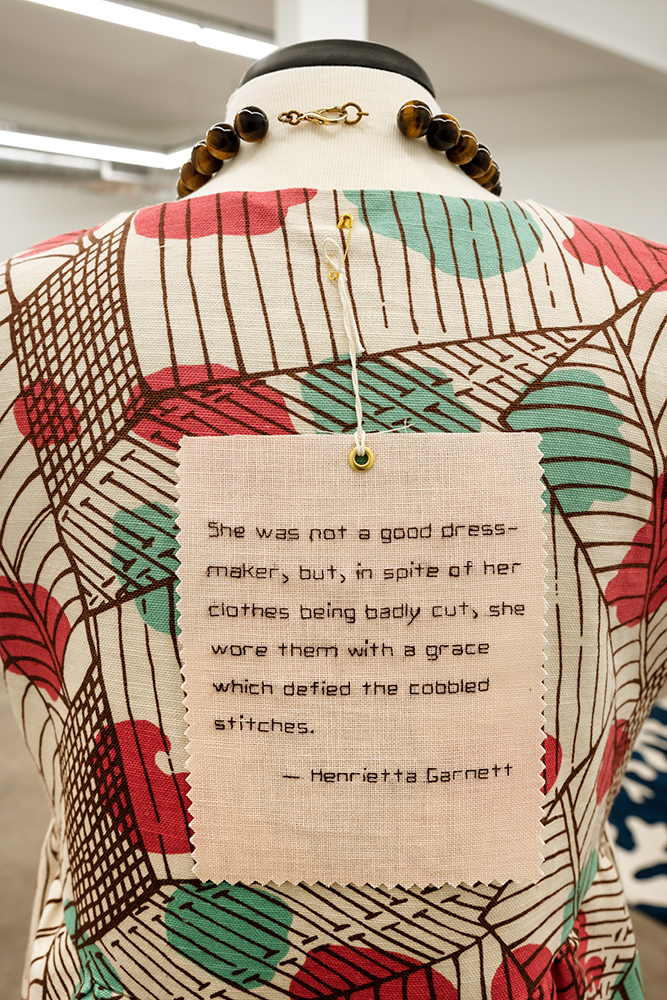 She was not a good dress-
maker, but, in spite of her
clothes being badly cut, she
wore them with a grace
which defied the cobbled
stitches.
— Henrietta Garnett